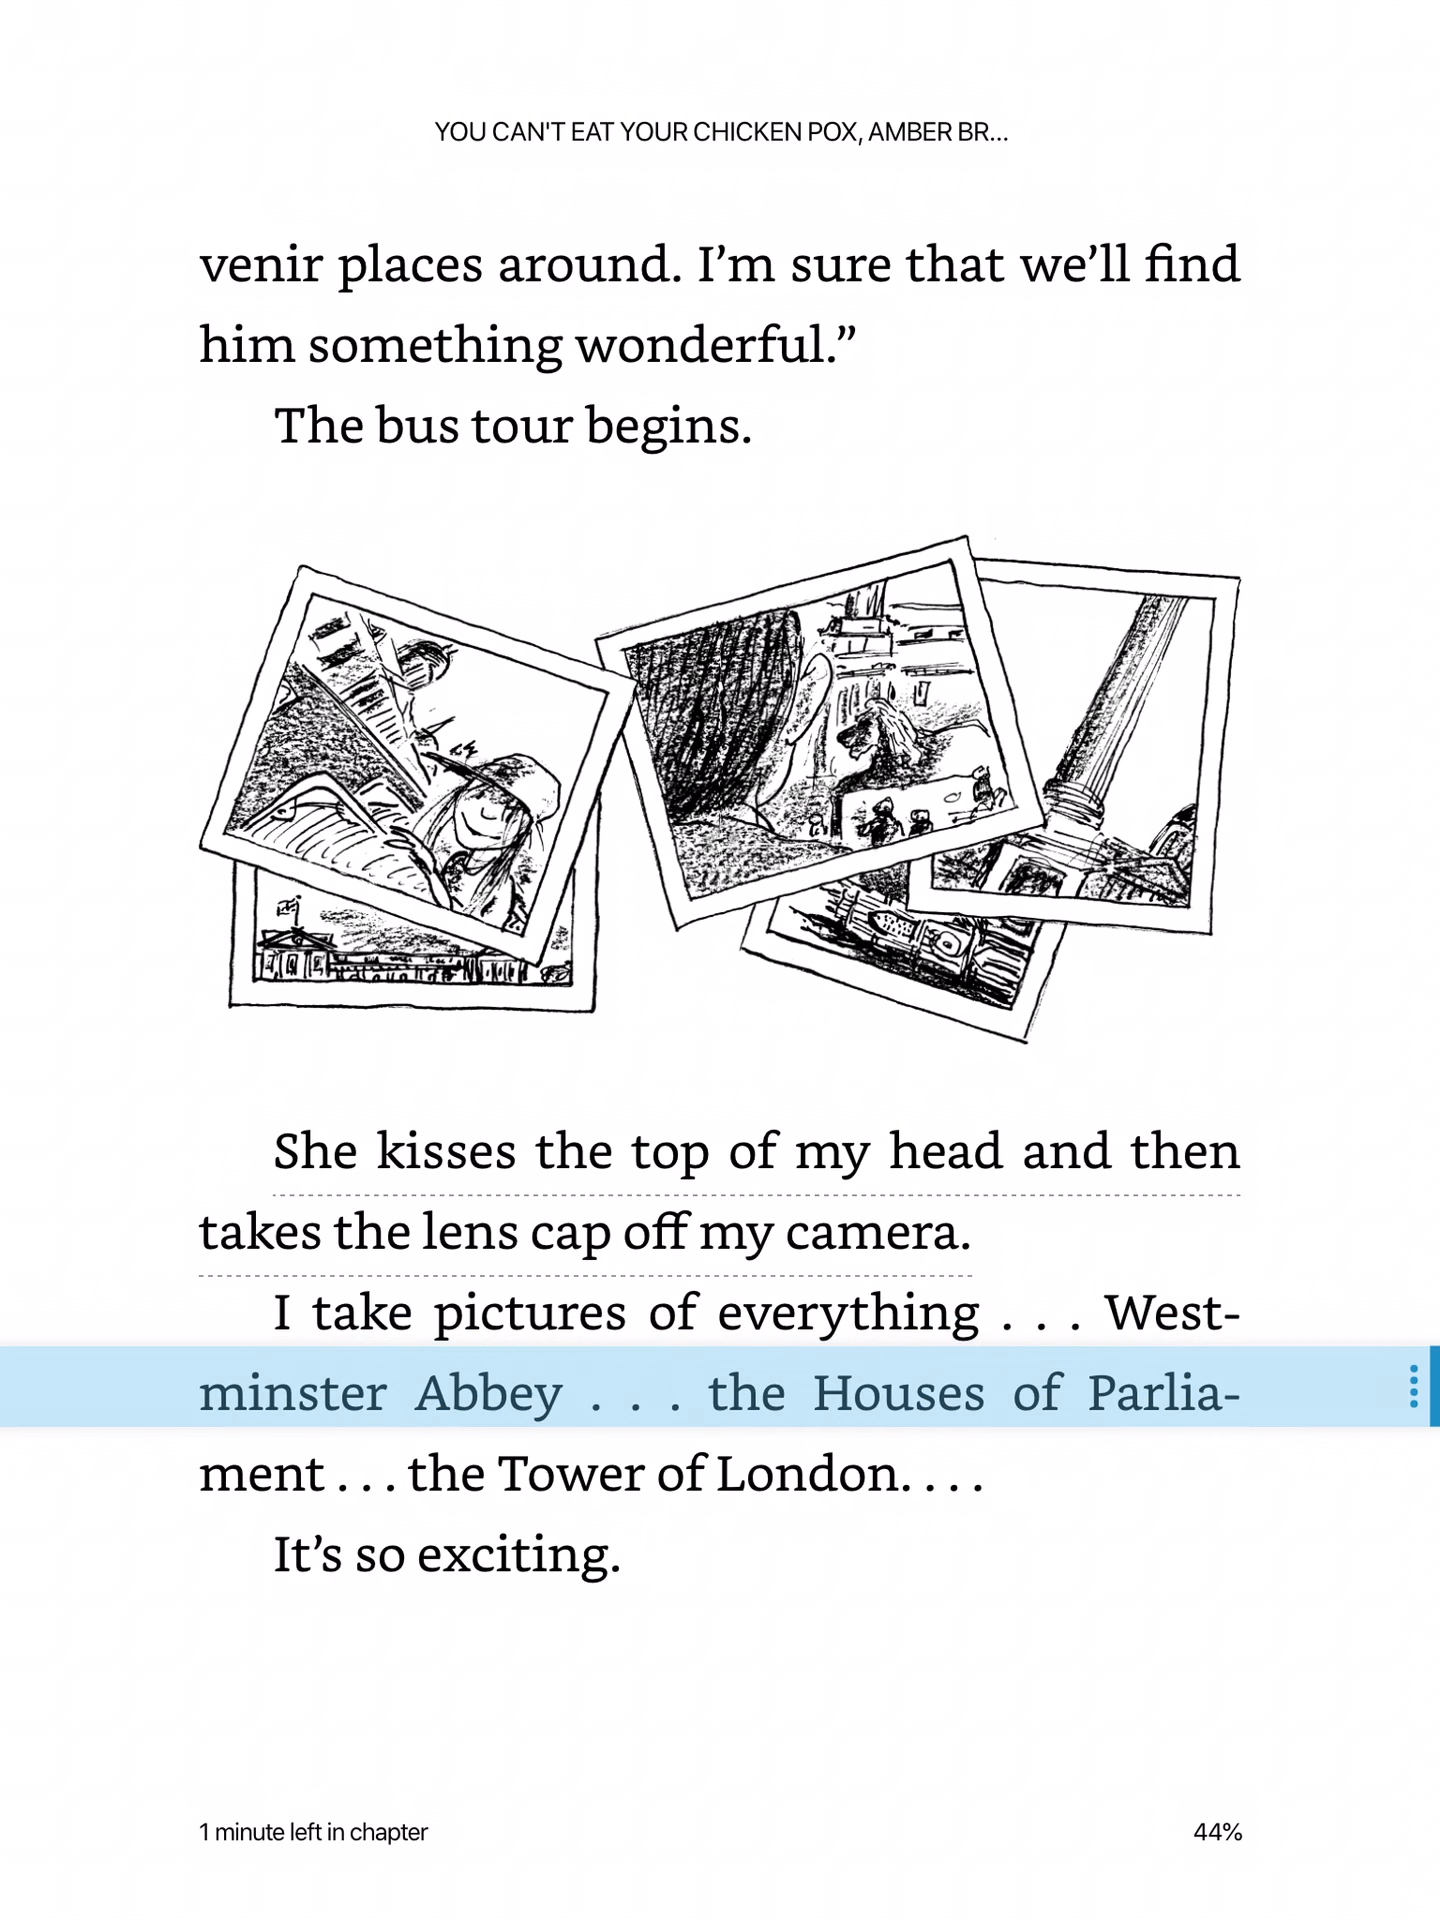 YOU CAN'T EAT YOUR CHICKEN POX, AMBER BR...
venir places around. I’m sure that we’ll find
him something wonderful.”
The bus tour begins.
She kisses the top of my head and then
takes the lens cap off my camera.
I take pictures of everything . . . West-
minster Abbey . . . the Houses of Parlia-
ment . . . the Tower of London. . . .
It’s so exciting.
1 minute left in chapter
44%